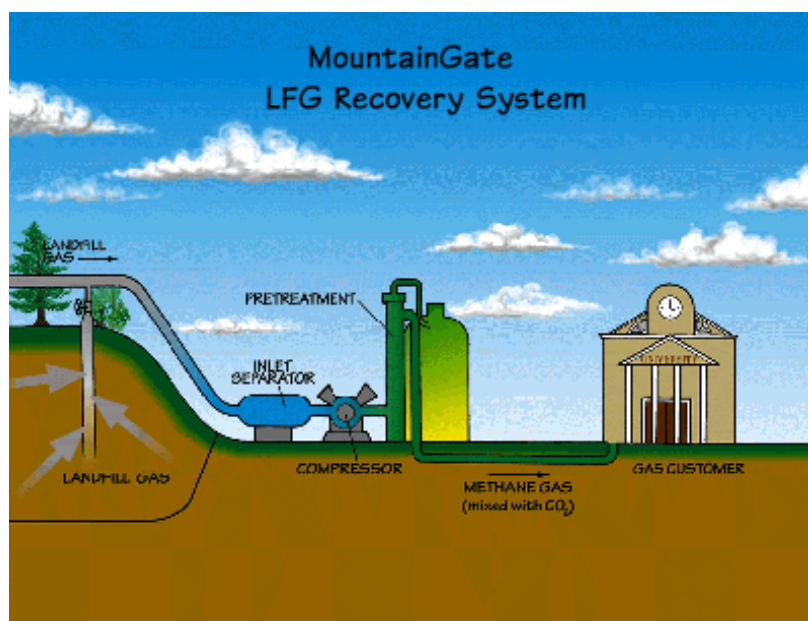 MountainGate
LFG Recovery System
LANDFILL
GAS
PRETREATMENT
INLET
SEPARATOR
UNIVERSITY
LANDFILL GAS
COMPRESSOR
METHANE GAS
(mixed with CO₂)
GAS CUSTOMER